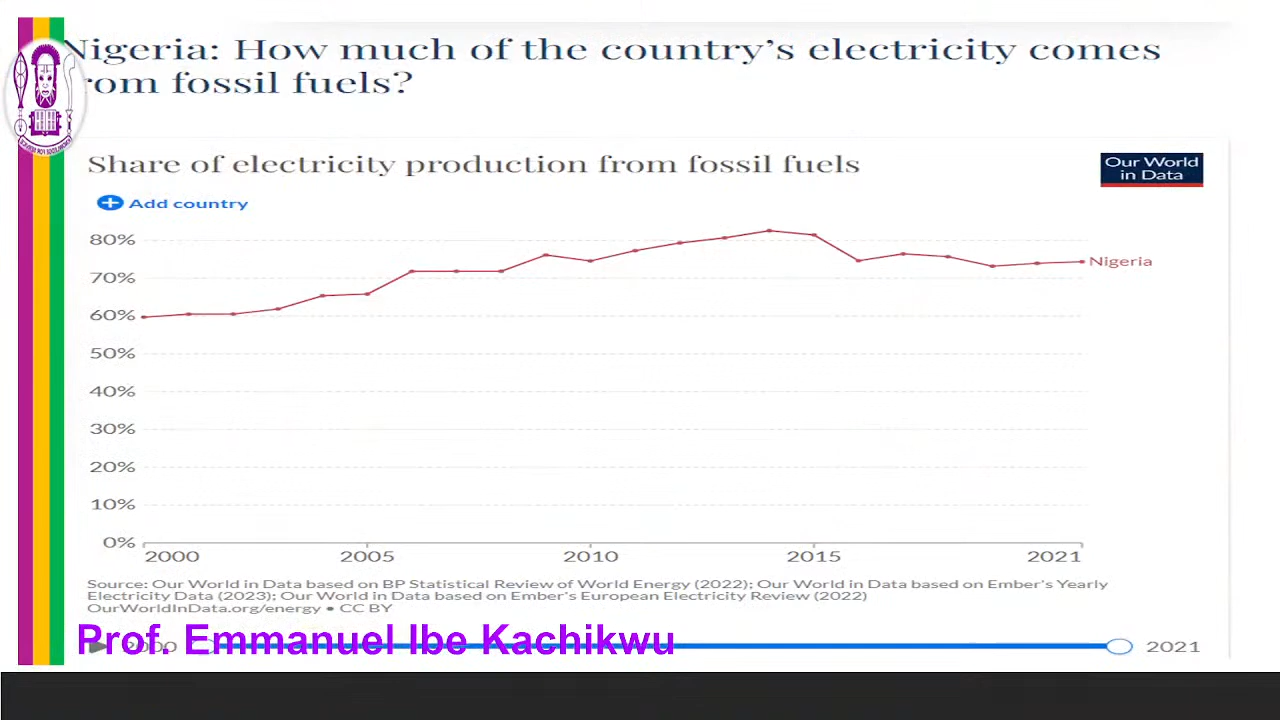 Nigeria: How much of the country's electricity comes
from fossil fuels?
Share of electricity production from fossil fuels
Our World
in Data
Add country
80%
70%
60%
50%
40%
30%
20%
10%
0%
Nigeria
2000 2005 2010 2015 2021
Source: Our World in Data based on BP Statistical Review of World Energy (2022); Our World in Data based on Ember's Yearly
Electricity Data (2023); Our World in Data based on Ember's European Electricity Review (2022)
OurWorldInData.org/energy • CC BY
Prof. Emmanuel Ibe Kachikwu
2000 2021